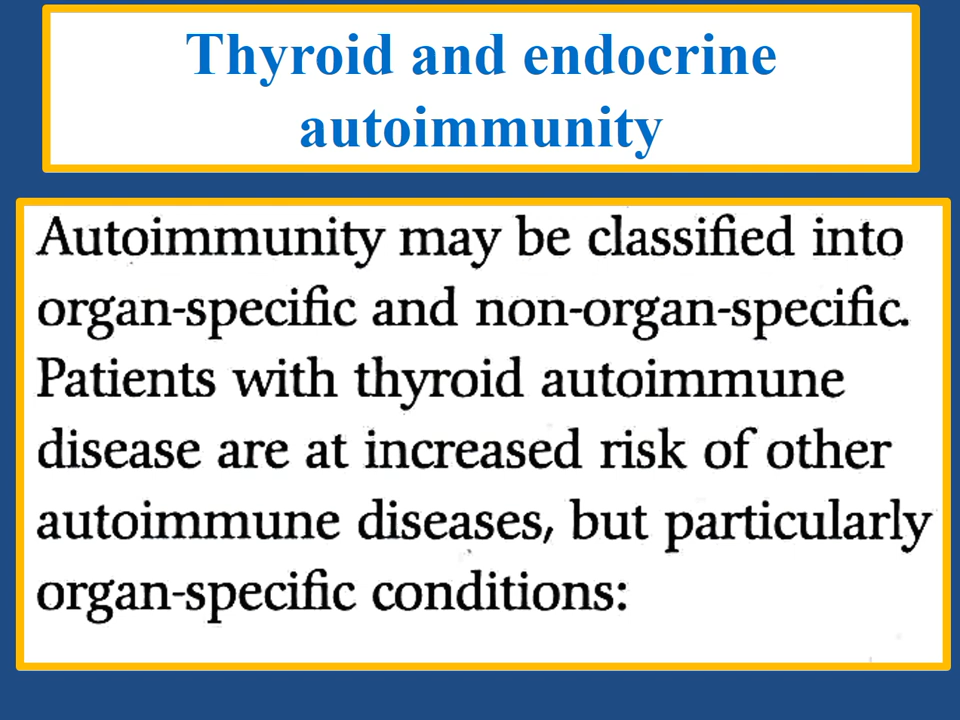 Thyroid and endocrine
autoimmunity
Autoimmunity may be classified into
organ-specific and non-organ-specific.
Patients with thyroid autoimmune
disease are at increased risk of other
autoimmune diseases, but particularly
organ-specific conditions: